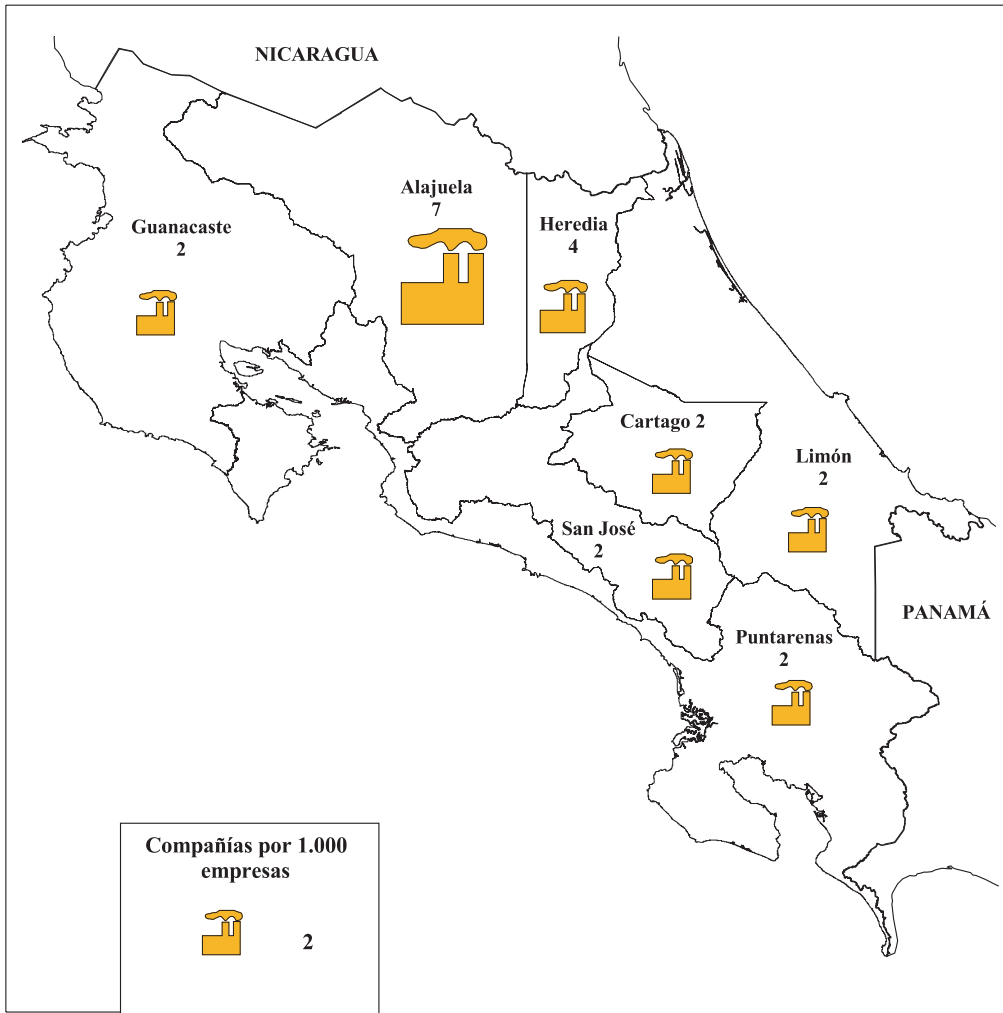 NICARAGUA
Alajuela
7
Heredia
4
Guanacaste
2
Cartago 2
Limón
2
San José
2
PANAMÁ
Puntarenas
2
Compañías por 1.000
empresas
2